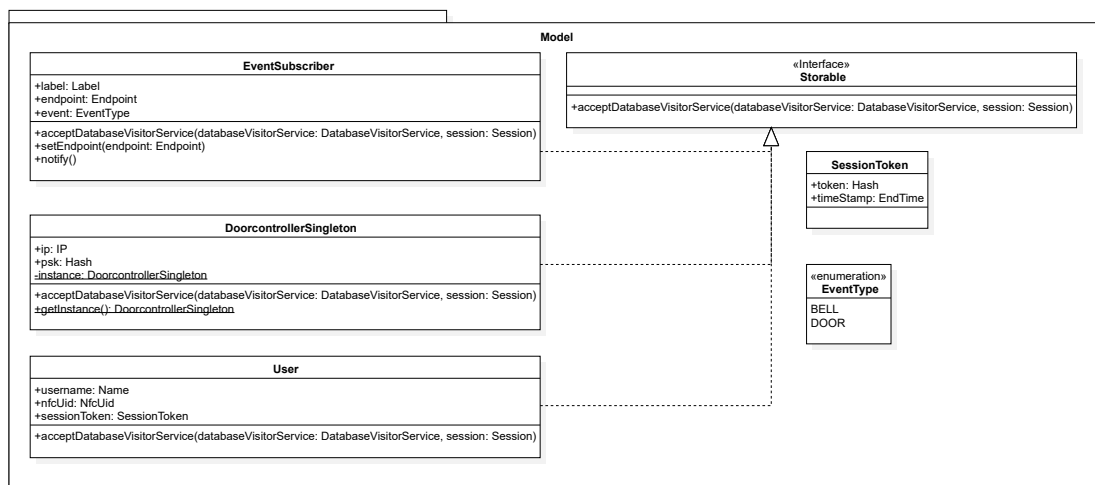 Model
EventSubscriber
+label: Label
+endpoint: Endpoint
+event: EventType
+acceptDatabaseVisitorService(databaseVisitorService: DatabaseVisitorService, session: Session)
+setEndpoint(endpoint: Endpoint)
+notify()
«Interface»
Storable
+acceptDatabaseVisitorService(databaseVisitorService: DatabaseVisitorService, session: Session)
SessionToken
+token: Hash
+timeStamp: EndTime
DoorcontrollerSingleton
+ip: IP
+psk: Hash
-instance: DoorcontrollerSingleton
+acceptDatabaseVisitorService(databaseVisitorService: DatabaseVisitorService, session: Session)
+getInstance(): DoorcontrollerSingleton
«enumeration»
EventType
BELL
DOOR
User
+username: Name
+nfcUid: NfcUid
+sessionToken: SessionToken
+acceptDatabaseVisitorService(databaseVisitorService: DatabaseVisitorService, session: Session)